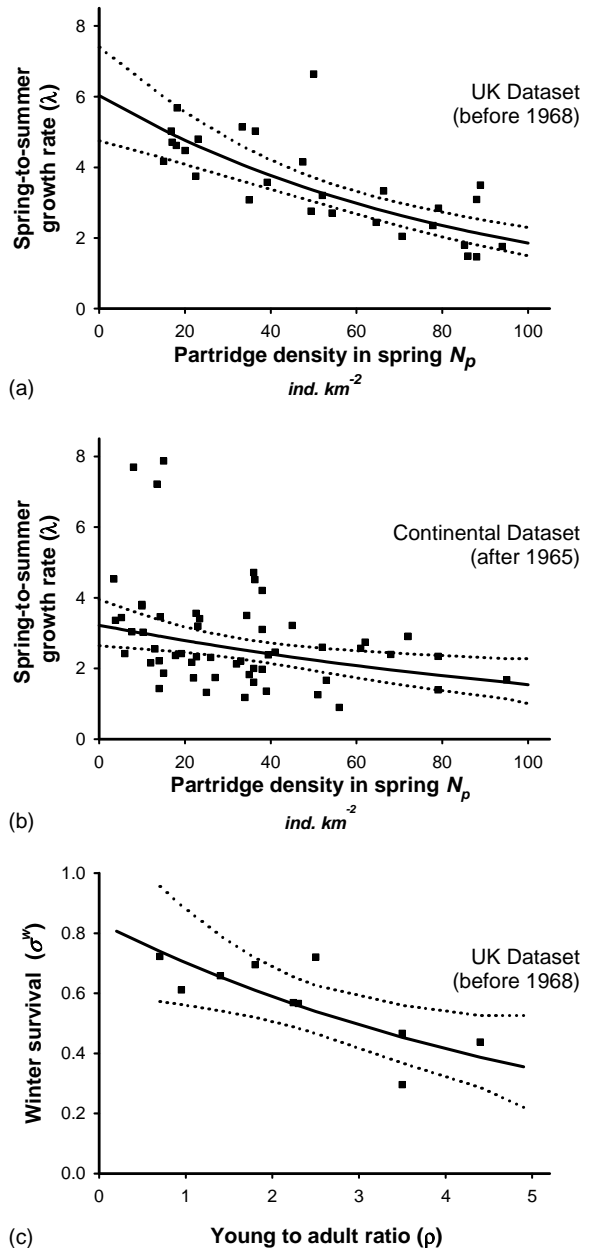 8
6
4
2
0
Spring-to-summer
growth rate (λ)
UK Dataset
(before 1968)
0 20 40 60 80 100
Partridge density in spring Np
ind. km-2
(a)
8
6
4
2
0
Spring-to-summer
growth rate (λ)
Continental Dataset
(after 1965)
0 20 40 60 80 100
Partridge density in spring Np
ind. km-2
(b)
1.0
0.8
0.6
0.4
0.2
0.0
Winter survival (σw)
UK Dataset
(before 1968)
0 1 2 3 4 5
Young to adult ratio (ρ)
(c)